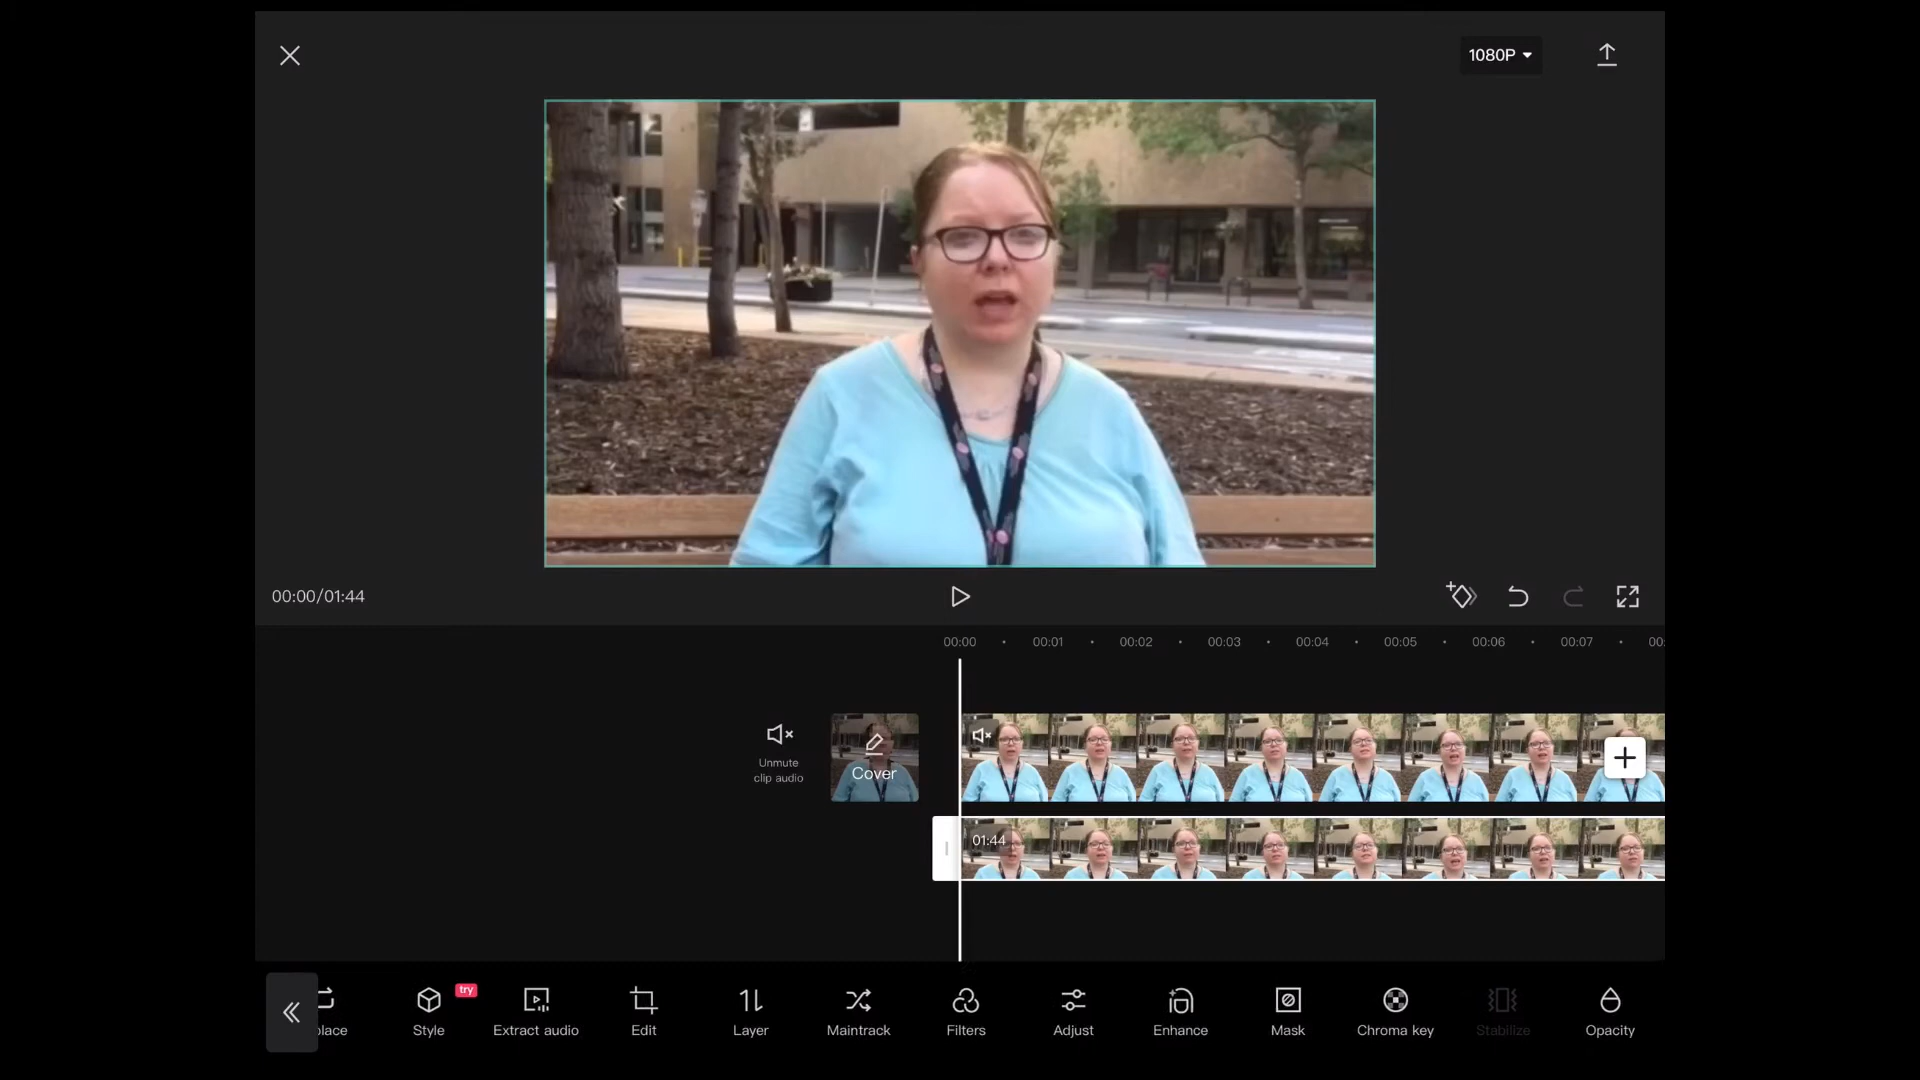 1080P
00:00/01:44
00:00 00:01 00:02 00:03 00:04 00:05 00:06 00:07 00:
Unmute
clip audio
Cover
01:44
try
place
Style
Extract audio
Edit
Layer
Maintrack
Filters
Adjust
Enhance
Mask
Chroma key
Stabilize
Opacity